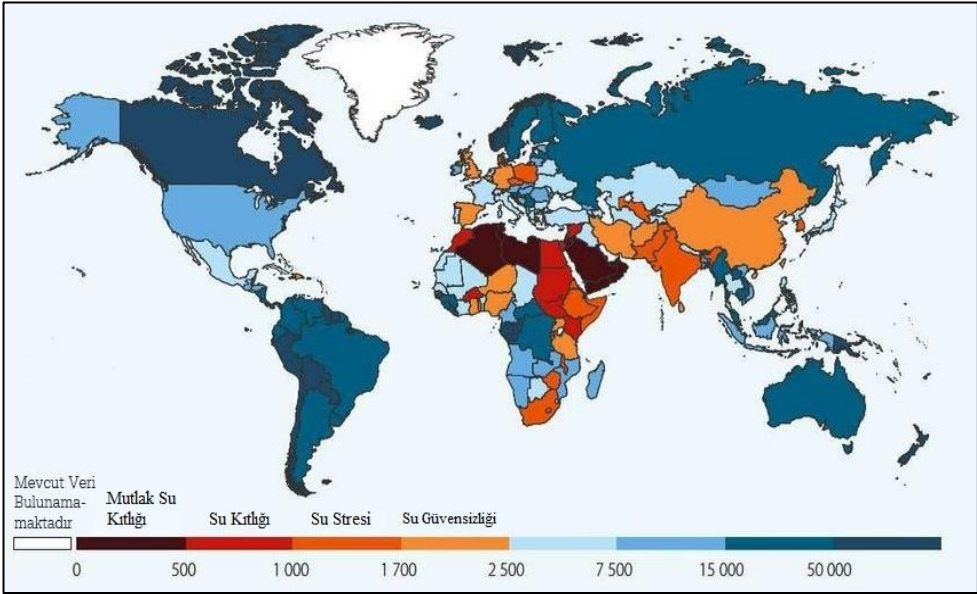 Mevcut Veri
Bulunama-
maktadır
Mutlak Su
Kıtlığı
Su Kıtlığı
Su Stresi
Su Güvensizliği
0 500 1 000 1 700 2 500 7 500 15 000 50 000